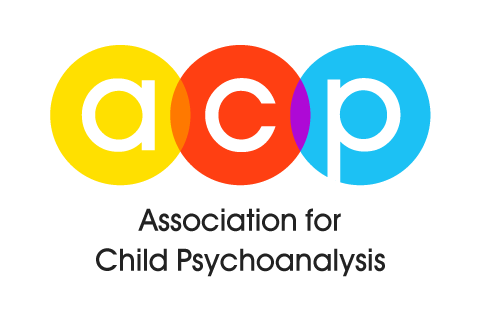 acp
Association for
Child Psychoanalysis